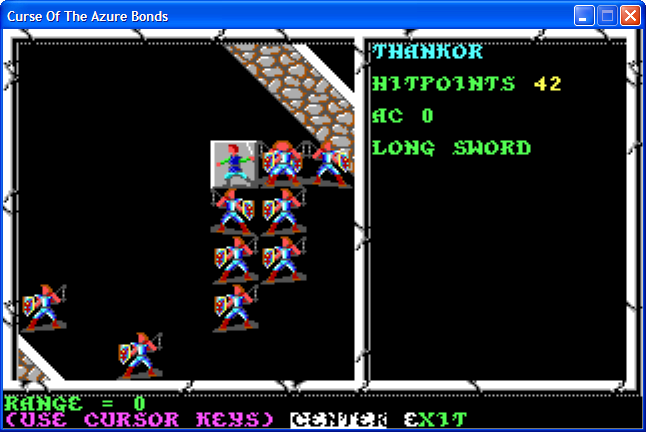 Curse Of The Azure Bonds
THANKOR
HITPOINTS 42
AC 0
LONG SWORD
RANGE = 0
(USE CURSOR KEYS) CENTER EXIT